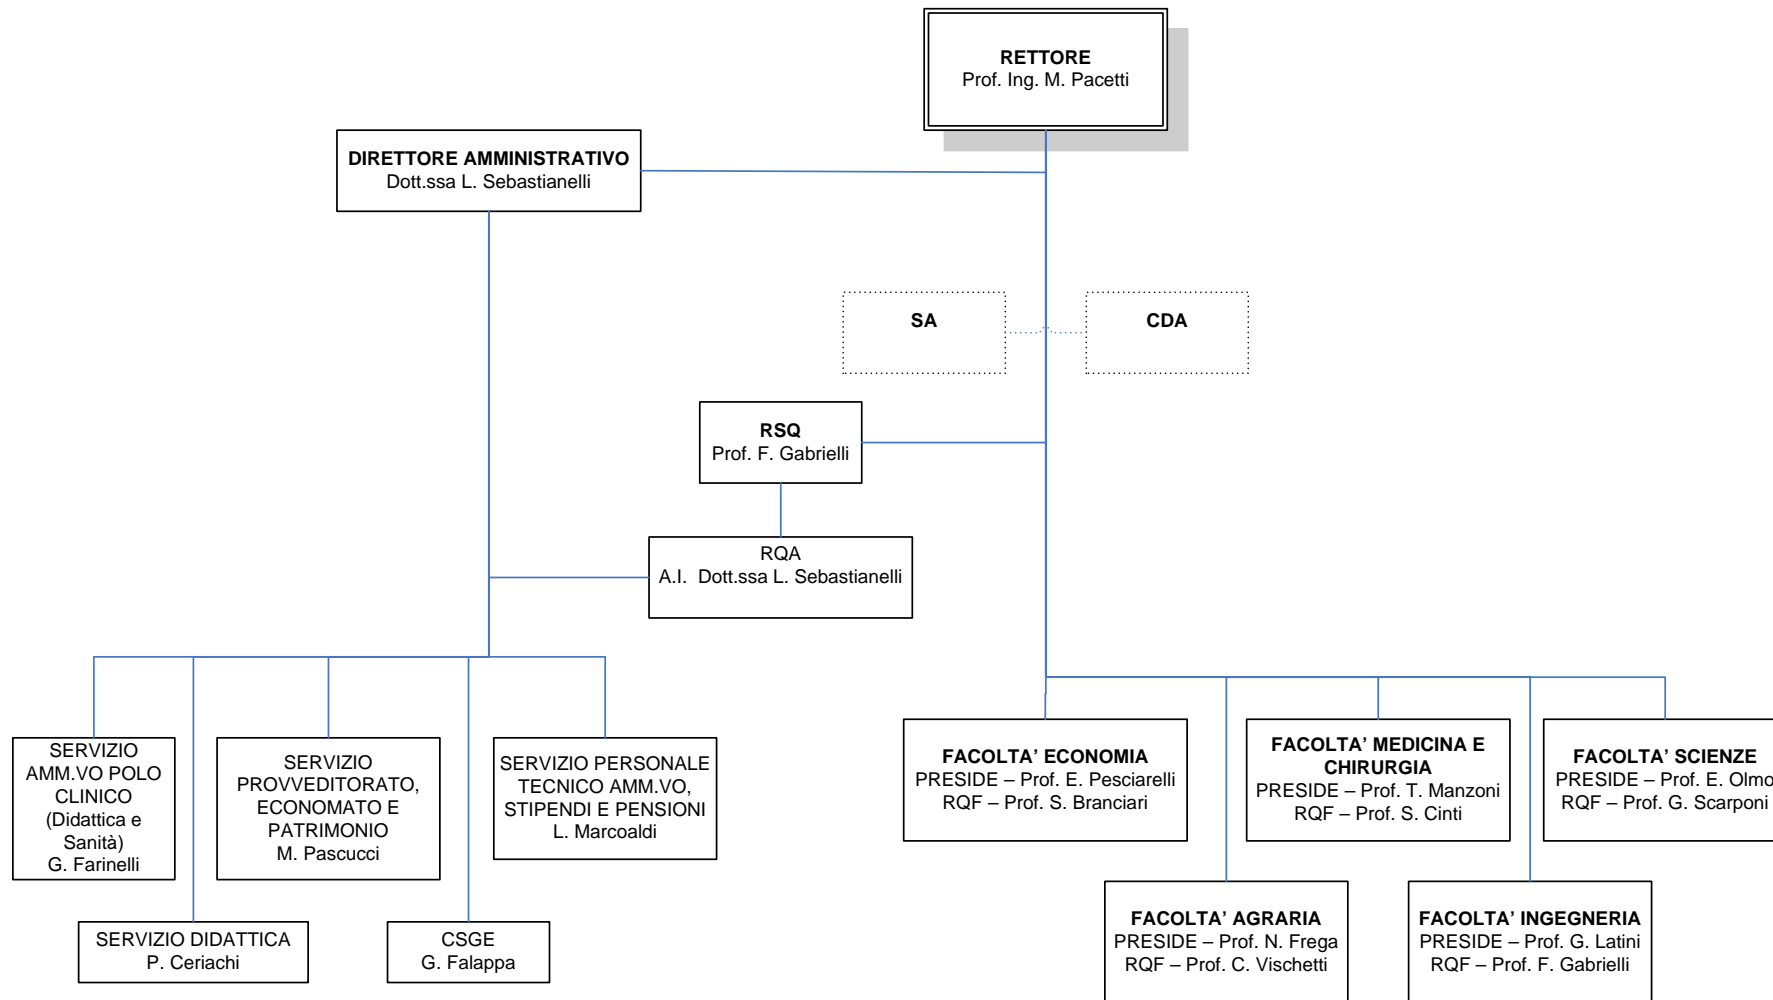 RETTORE
Prof. Ing. M. Pacetti
DIRETTORE AMMINISTRATIVO
Dott.ssa L. Sebastianelli
SA
CDA
RSQ
Prof. F. Gabrielli
RQA
A.I.  Dott.ssa L. Sebastianelli
SERVIZIO
AMM.VO POLO
CLINICO
(Didattica e
Sanità)
G. Farinelli
SERVIZIO
PROVVEDITORATO,
ECONOMATO E
PATRIMONIO
M. Pascucci
SERVIZIO PERSONALE
TECNICO AMM.VO,
STIPENDI E PENSIONI
L. Marcoaldi
FACOLTA’ ECONOMIA
PRESIDE – Prof. E. Pesciarelli
RQF – Prof. S. Branciari
FACOLTA’ MEDICINA E
CHIRURGIA
PRESIDE – Prof. T. Manzoni
RQF – Prof. S. Cinti
FACOLTA’ SCIENZE
PRESIDE – Prof. E. Olmo
RQF – Prof. G. Scarponi
SERVIZIO DIDATTICA
P. Ceriachi
CSGE
G. Falappa
FACOLTA’ AGRARIA
PRESIDE – Prof. N. Frega
RQF – Prof. C. Vischetti
FACOLTA’ INGEGNERIA
PRESIDE – Prof. G. Latini
RQF – Prof. F. Gabrielli